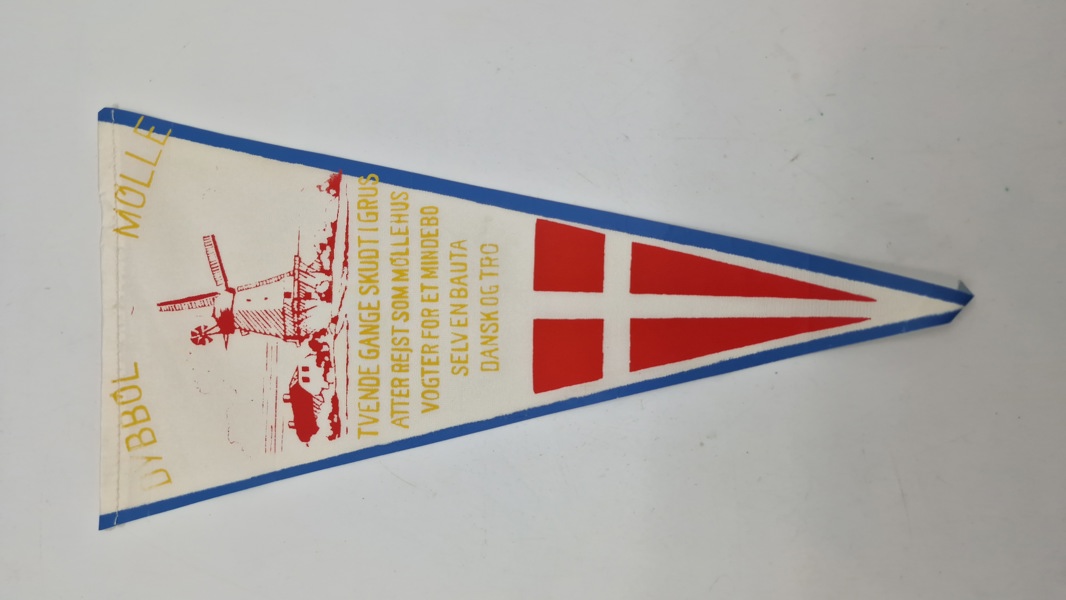 DYBBØL MØLLE
TVENDE GANGE SKUDT I GRUS
ATTER REJST SOM MØLLEHUS
VOGTER FOR ET MINDEBO
SELV EN BAUTA
DANSK OG TRO